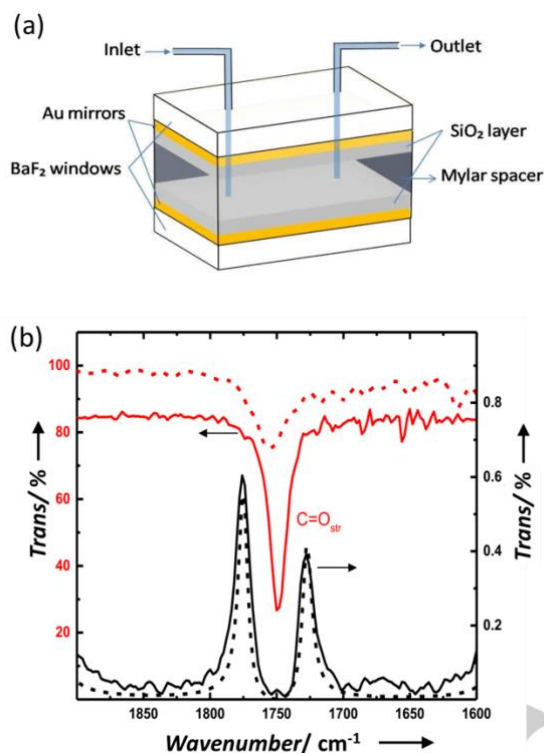 (a)
Inlet
Outlet
Au mirrors
SiO₂ layer
BaF₂ windows
Mylar spacer
(b)
100
80
60
40
20
Trans/ %
C=Ostr
0.8
0.6
0.4
0.2
Trans/ %
1850 1800 1750 1700 1650 1600
Wavenumber/ cm⁻¹